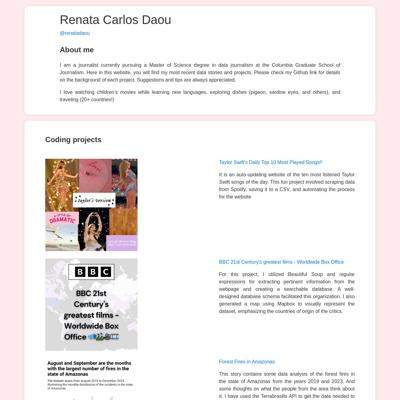 Renata Carlos Daou
@renatadaou
About me
I am a journalist currently pursuing a Master of Science degree in data journalism at the Columbia Graduate School of
Journalism. Here in this website, you will find my most recent data stories and projects. Please check my Github link for details
on the background of each project. Suggestions and tips are always appreciated.
I love watching children's movies while learning new languages, exploring dishes (pigeon, sardine eyes, and others), and
traveling (20+ countries!)
Coding projects
Taylor Swift's Daily Top 10 Most Played Songs!!
It is an auto-updating website of the ten most listened Taylor
Swift songs of the day. This fun project involved scraping data
from Spotify, saving it to a CSV, and automating the process
for the website
Taylor's Version
DRAMATIC
BBC 21st Century's greatest films - Worldwide Box Office
For this project, I utilized Beautiful Soup and regular
expressions for extracting pertinent information from the
webpage and creating a searchable database. A well-
designed database schema facilitated this organization. I also
generated a map using Mapbox to visually represent the
dataset, emphasizing the countries of origin of the critics.
BBC
BBC 21st
Century's
greatest films -
Worldwide Box
Office
Forest Fires in Amazonas
This story contains some data analysis of the forest fires in
the state of Amazonas from the years 2019 and 2023. And
some thoughts on what the people from the area think about
it. I have used the Terrabrasilis API to get the data needed to
August and September are the months
with the largest number of fires in the
state of Amazonas